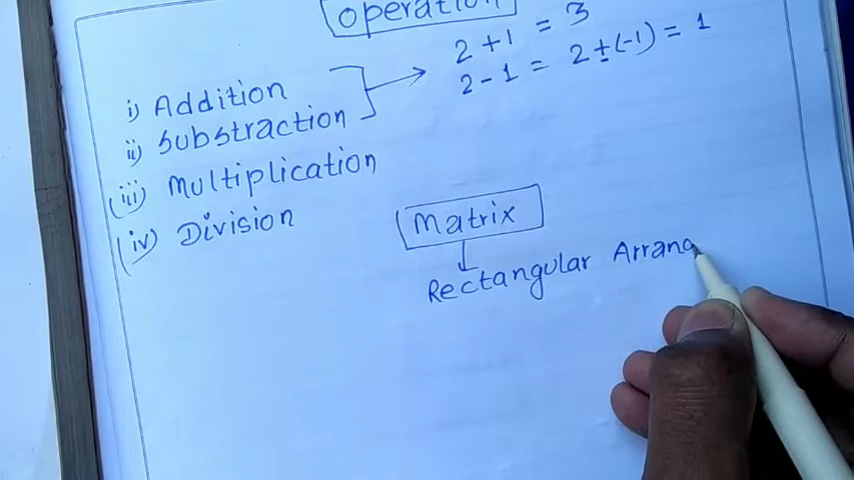 operation
2 + 1 = 3
i) Addition
2 - 1 = 2 ± (-1) = 1
ii) Substraction
(iii) Multiplication
(iv) Division
Matrix
Rectangular Arrang